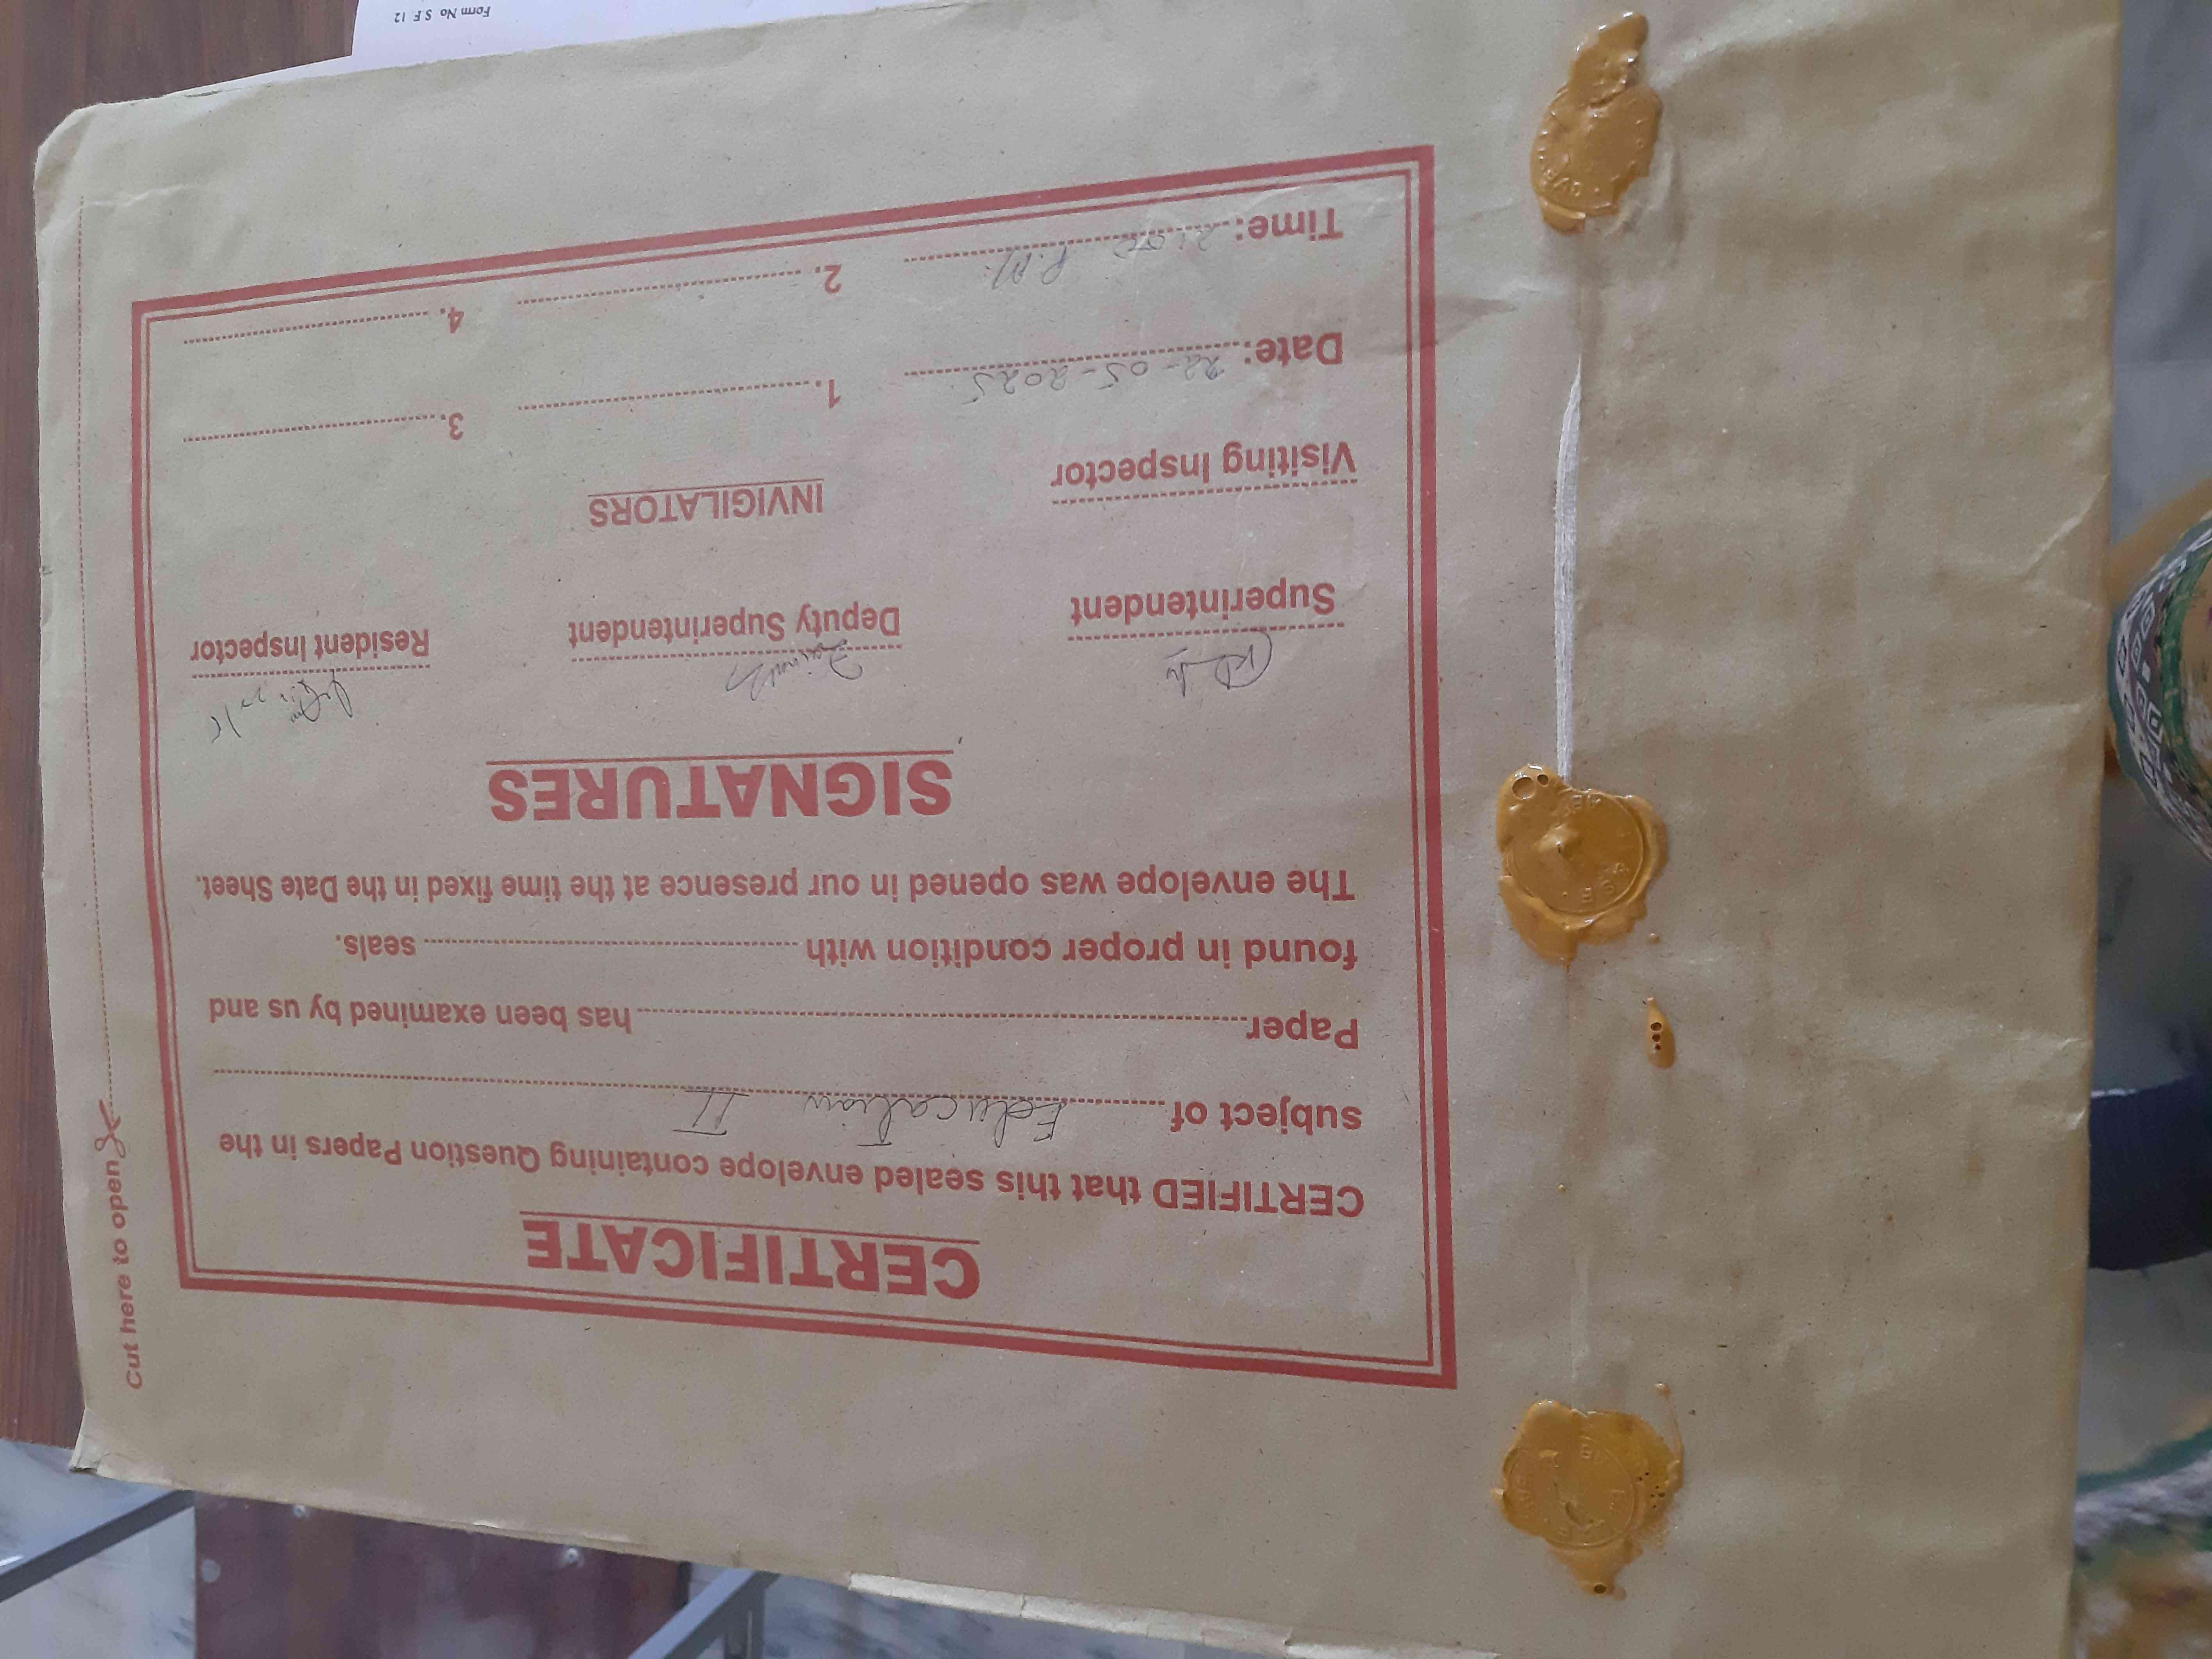 CERTIFICATE
CERTIFIED that this sealed envelope containing Question Papers in the
subject of Education II
Paper has been examined by us and
found in proper condition with seals.
The envelope was opened in our presence at the time fixed in the Date Sheet.
SIGNATURES
Superintendent Deputy Superintendent Resident Inspector
Visiting Inspector INVIGILATORS
Date: 22-05-2025 1. 3.
Time: P.M. 2. 4.
Cut here to open
Form No S.F. 12